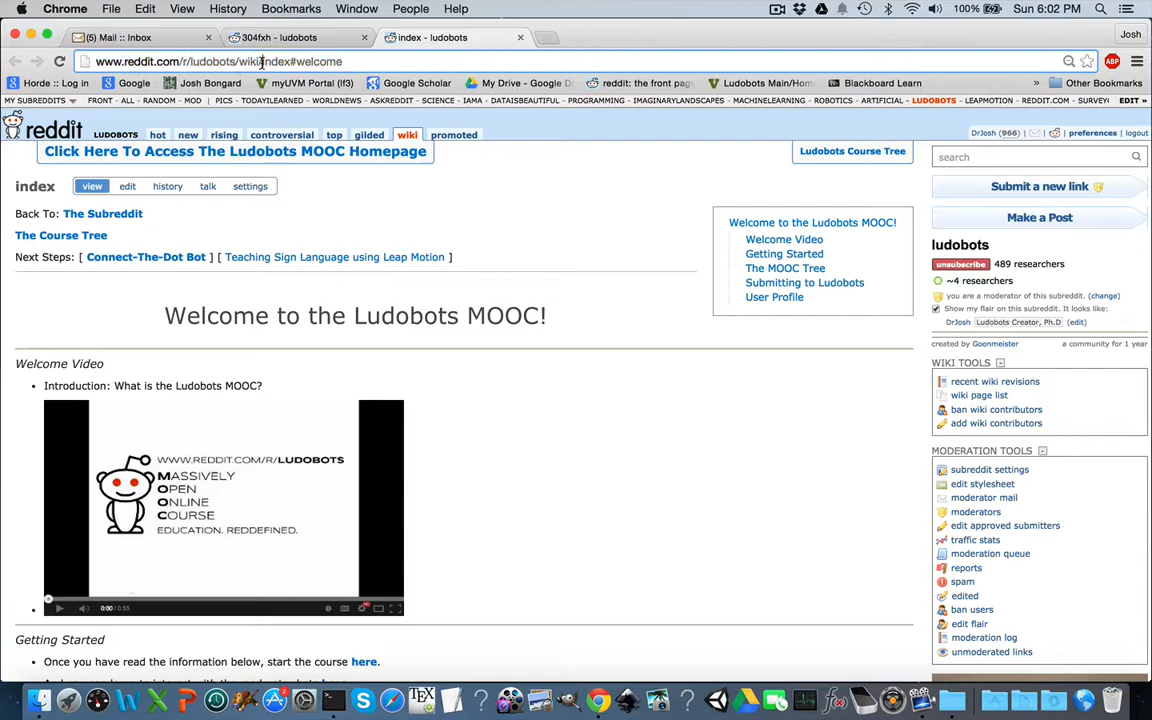 Chrome File Edit View History Bookmarks Window People Help 100% Sun 6:02 PM
(5) Mail :: Inbox × 304fxh - ludobots × index - ludobots × Josh
www.reddit.com/r/ludobots/wiki/index#welcome ABP
Horde :: Log in Josh Bongard myUVM Portal (lf3) Google Scholar My Drive - Google D reddit: the front page Ludobots Main/Home Blackboard Learn » Other Bookmarks
MY SUBREDDITS FRONT - ALL - RANDOM - MOD | PICS - TODAYILEARNED - WORLDNEWS - ASKREDDIT - SCIENCE - IAMA - DATAISBEAUTIFUL - PROGRAMMING - IMAGINARYLANDSCAPES - MACHINELEARNING - ROBOTICS - ARTIFICIAL - LUDOBOTS - LEAPMOTION - REDDIT.COM - SURVEY EDIT »
reddit LUDOBOTS hot new rising controversial top gilded wiki promoted DrJosh (966) | preferences | logout
Click Here To Access The Ludobots MOOC Homepage Ludobots Course Tree
index view edit history talk settings
Back To: The Subreddit
The Course Tree
Next Steps: [ Connect-The-Dot Bot ] [ Teaching Sign Language using Leap Motion ]
Welcome to the Ludobots MOOC!
Welcome Video
Getting Started
The MOOC Tree
Submitting to Ludobots
User Profile
Welcome to the Ludobots MOOC!
Welcome Video
Introduction: What is the Ludobots MOOC?
WWW.REDDIT.COM/R/LUDOBOTS
MASSIVELY
OPEN
ONLINE
COURSE
EDUCATION. REDDEFINED.
0:00 / 0:55
Getting Started
Once you have read the information below, start the course here.
search
Submit a new link
Make a Post
ludobots
unsubscribe 489 researchers
~4 researchers
you are a moderator of this subreddit. (change)
Show my flair on this subreddit. It looks like:
DrJosh Ludobots Creator, Ph.D (edit)
created by Goonmeister a community for 1 year
WIKI TOOLS
recent wiki revisions
wiki page list
ban wiki contributors
add wiki contributors
MODERATION TOOLS
subreddit settings
edit stylesheet
moderator mail
moderators
edit approved submitters
traffic stats
moderation queue
reports
spam
edited
ban users
edit flair
moderation log
unmoderated links